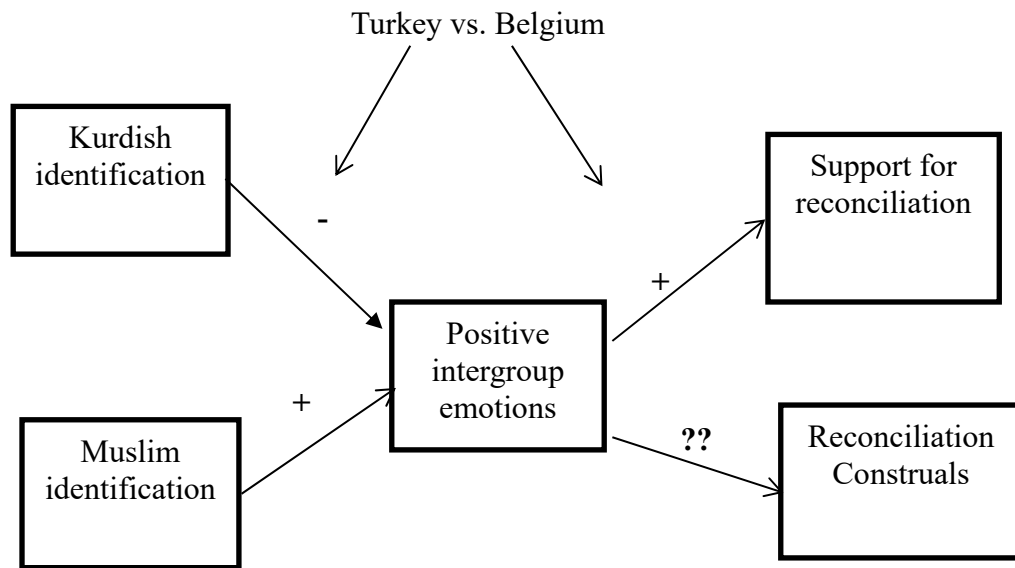 Turkey vs. Belgium
Kurdish
identification
Support for
reconciliation
-
+
Positive
intergroup
emotions
+
??
Muslim
identification
Reconciliation
Construals